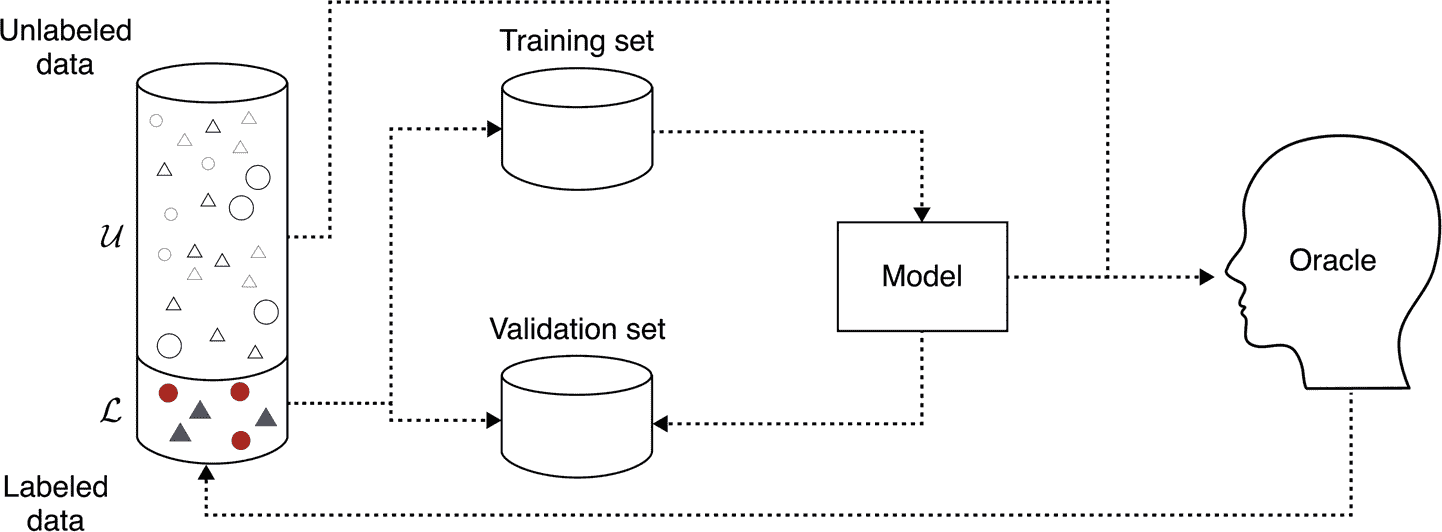 Unlabeled
data
Training set
𝒰
Oracle
Model
Validation set
ℒ
Labeled
data